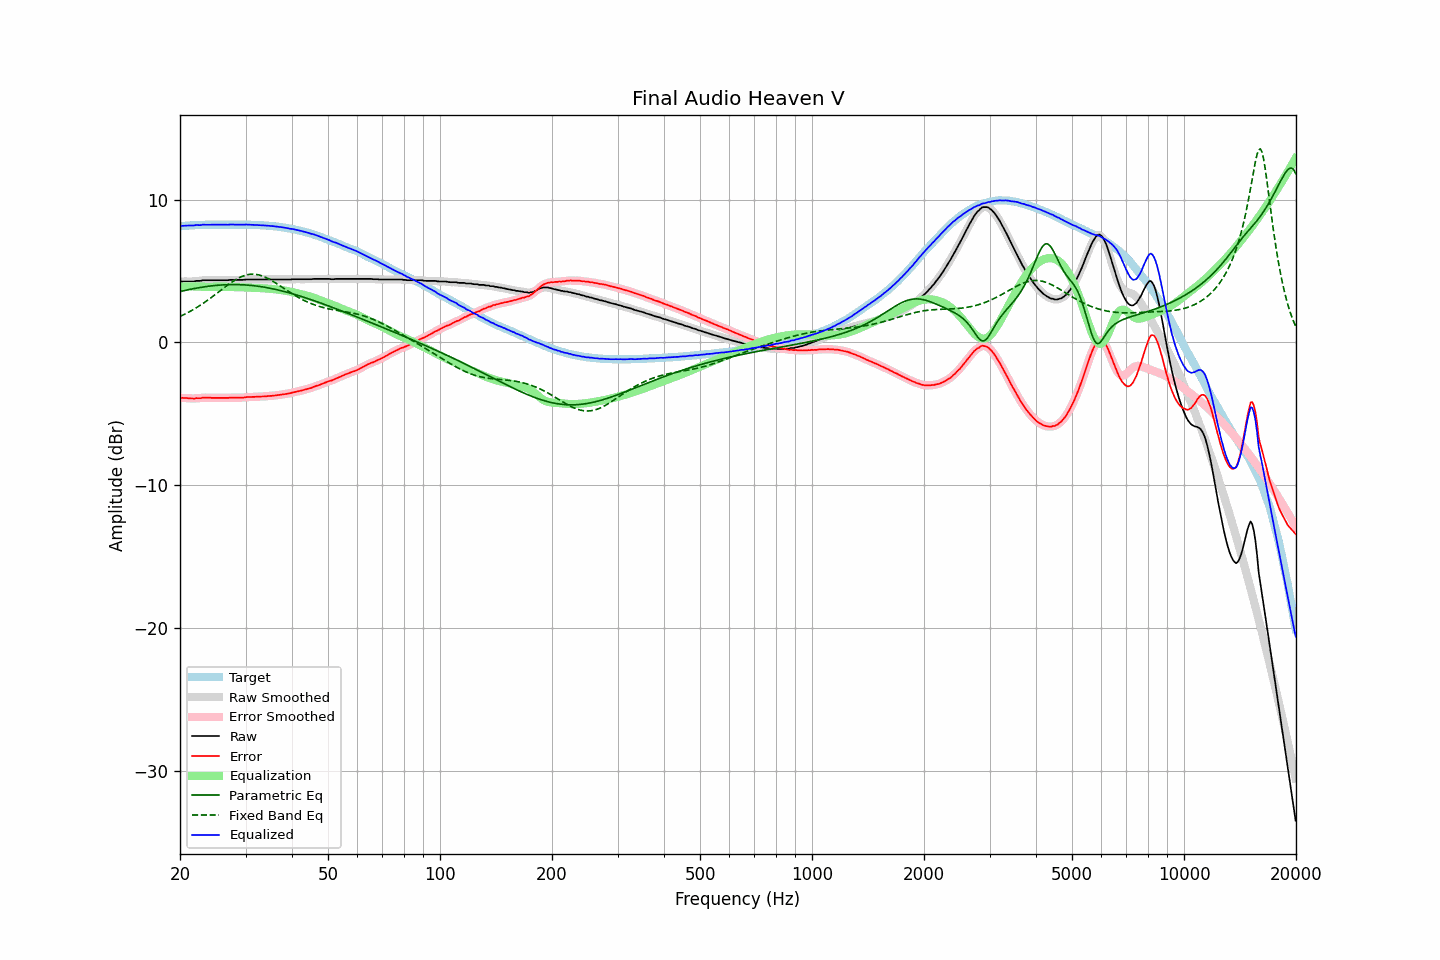 Final Audio Heaven V
Amplitude (dBr)
10
0
−10
−20
−30
Target
Raw Smoothed
Error Smoothed
Raw
Error
Equalization
Parametric Eq
Fixed Band Eq
Equalized
20 50 100 200 500 1000 2000 5000 10000 20000
Frequency (Hz)